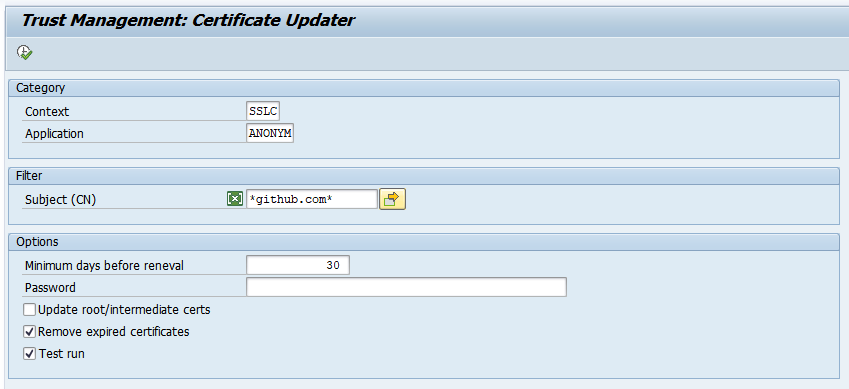 Trust Management: Certificate Updater
Category
Context SSLC
Application ANONYM
Filter
Subject (CN) *github.com*
Options
Minimum days before reneval 30
Password
Update root/intermediate certs
Remove expired certificates
Test run